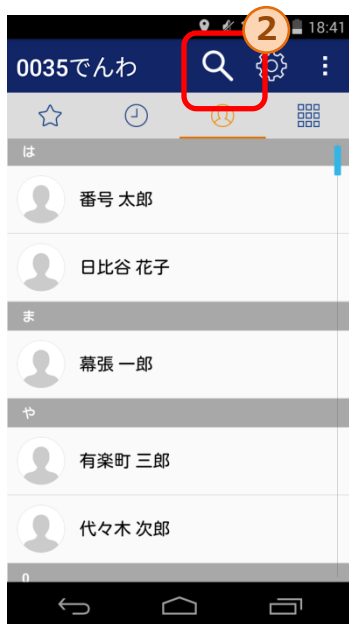 2
18:41
0035でんわ
は
番号 太郎
日比谷 花子
ま
幕張 一郎
や
有楽町 三郎
代々木 次郎